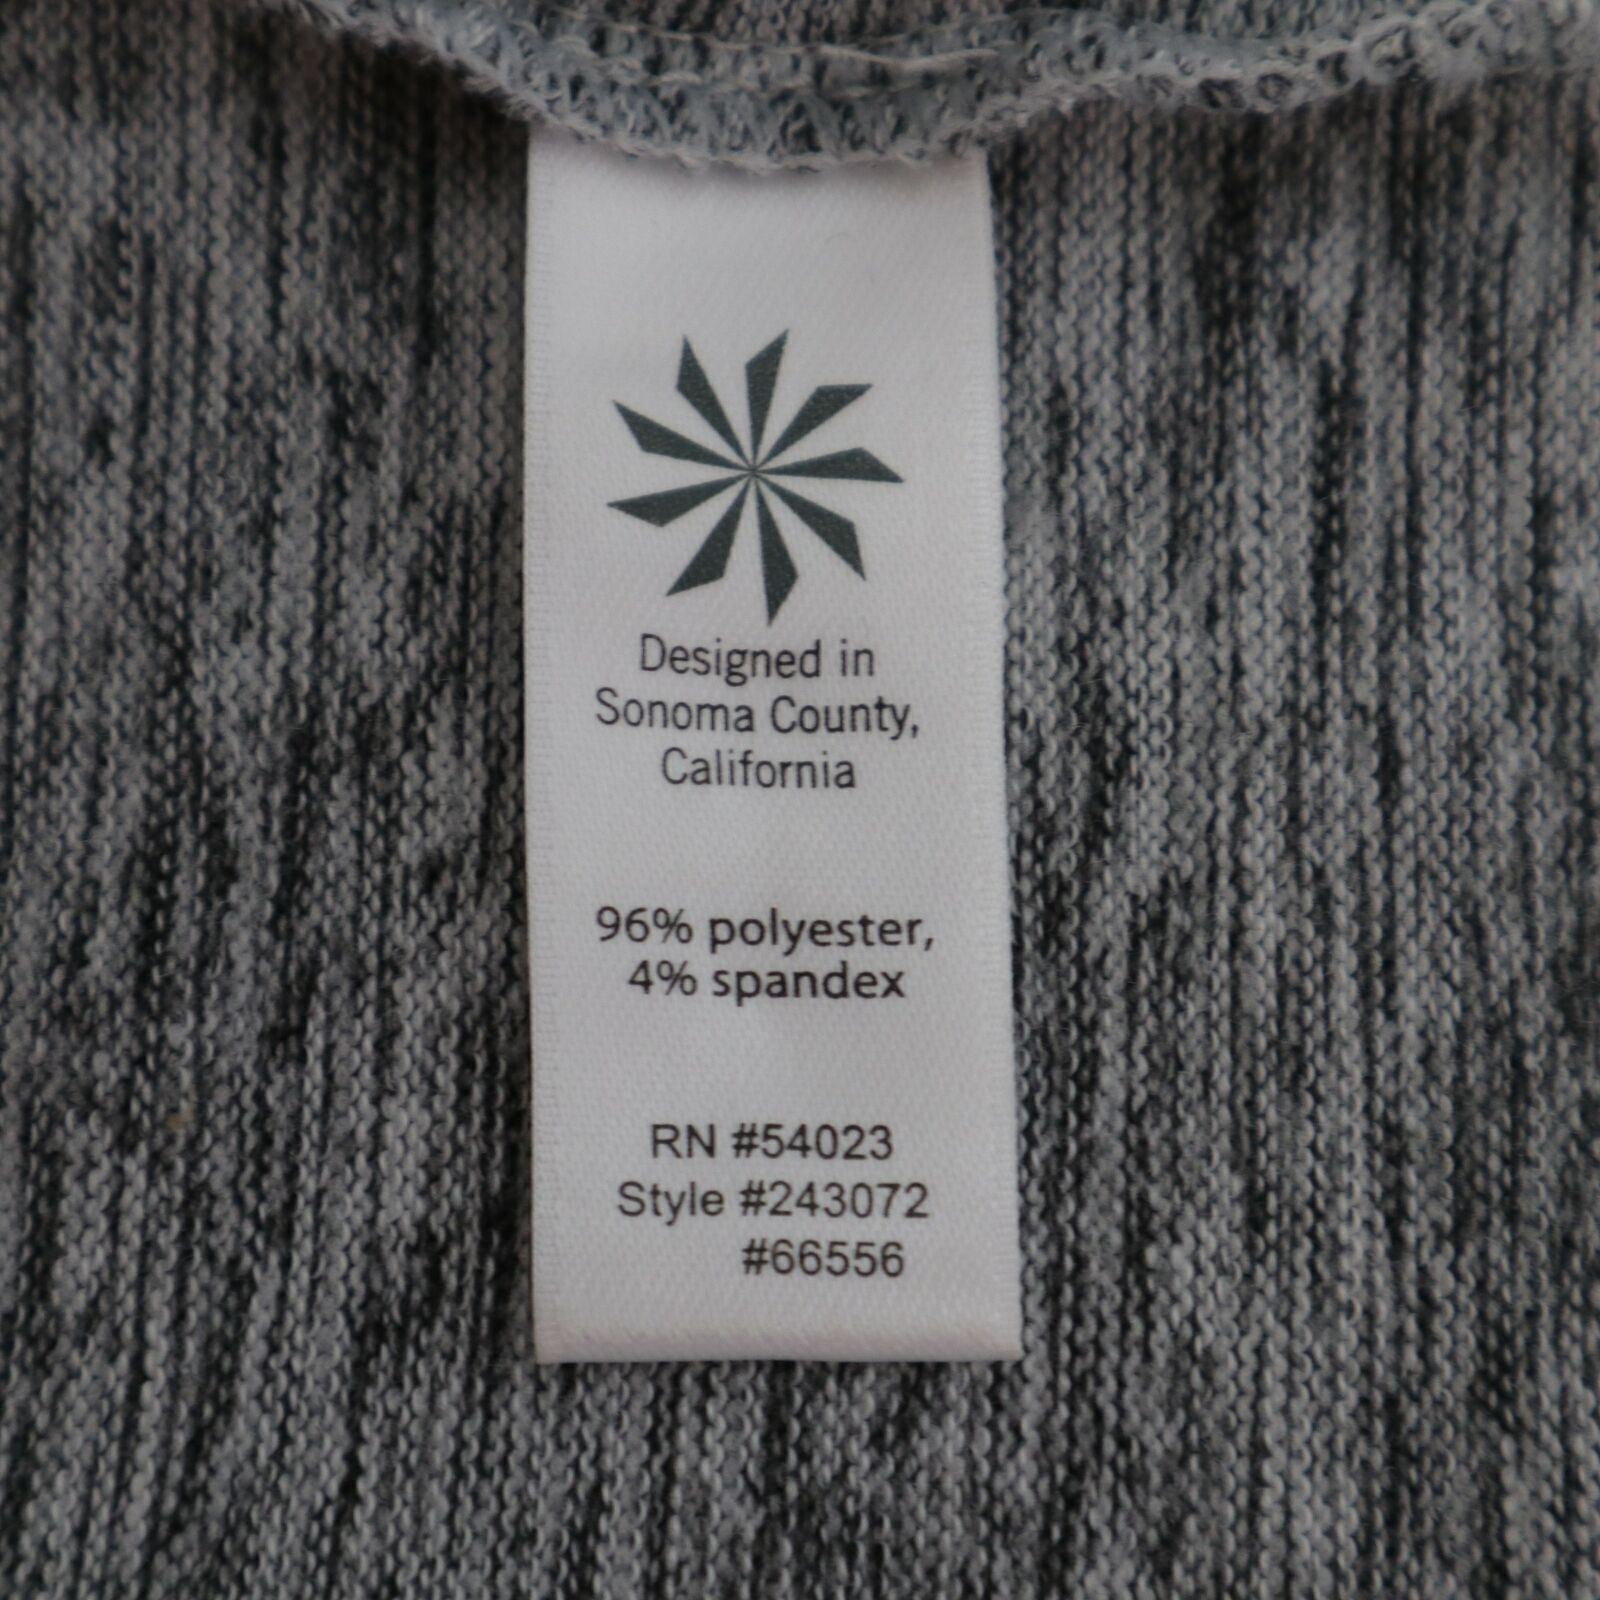 Designed in
Sonoma County,
California
96% polyester,
4% spandex
RN #54023
Style #243072
#66556